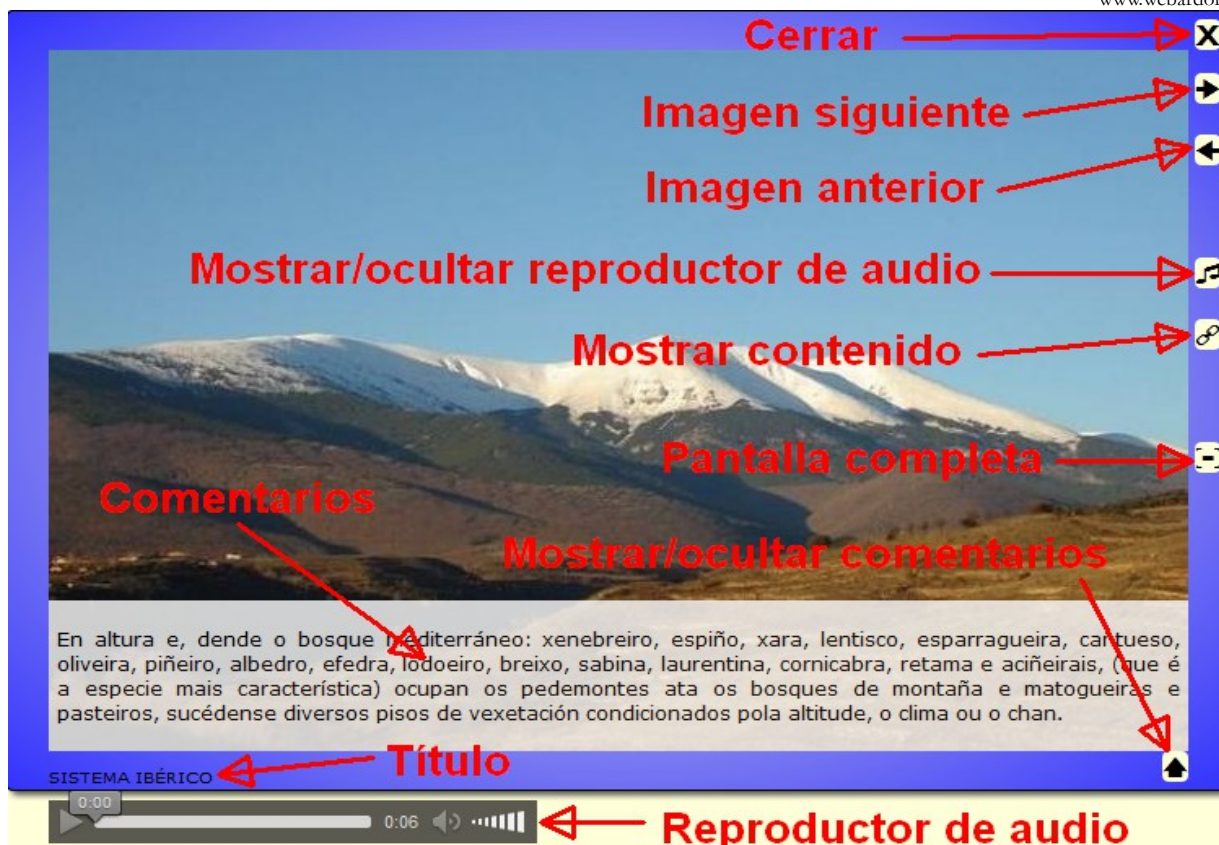 Cerrar
X
Imagen siguiente
Imagen anterior
Mostrar/ocultar reproductor de audio
Mostrar contenido
Pantalla completa
Comentarios
Mostrar/ocultar comentarios
En altura e, dende o bosque mediterráneo: xenebreiro, espiño, xara, lentisco, esparragueira, cantueso,
oliveira, piñeiro, albedro, efedra, lodoeiro, breixo, sabina, laurentina, cornicabra, retama e aciñeirais, (que é
a especie mais característica) ocupan os pedemontes ata os bosques de montaña e matogueiras e
pasteiros, sucédense diversos pisos de vexetación condicionados pola altitude, o clima ou o chan.
Título
SISTEMA IBÉRICO
0:00
0:06
Reproductor de audio